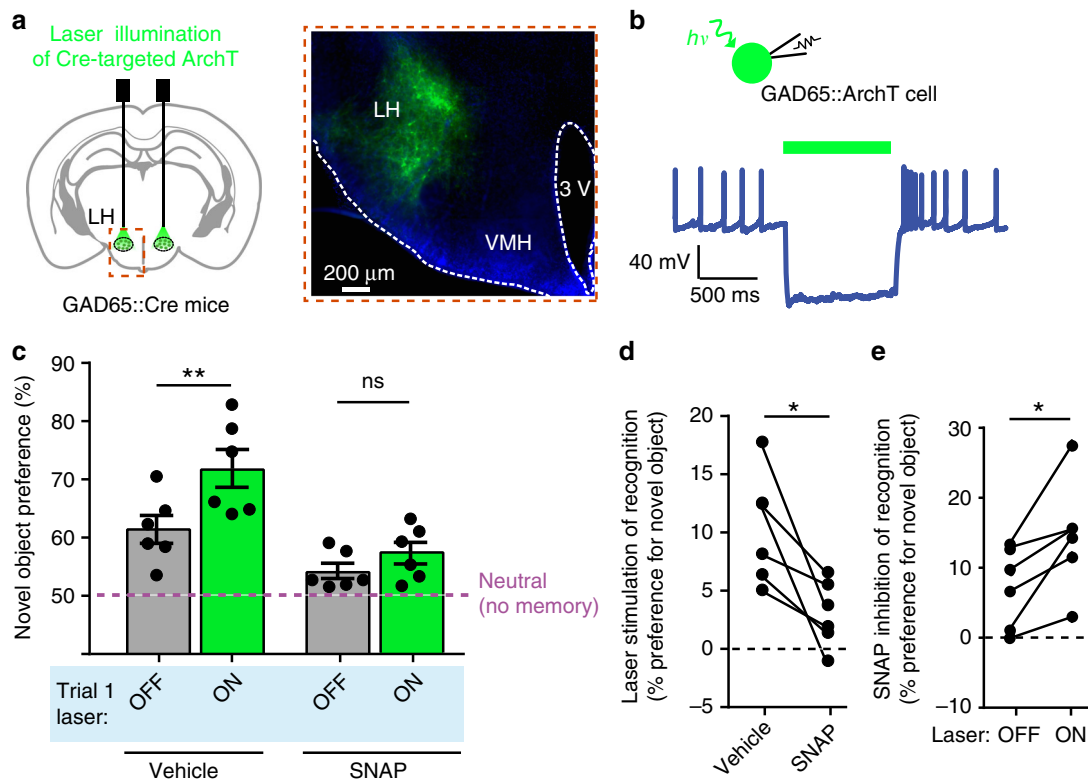 a
Laser illumination
of Cre-targeted ArchT
LH
GAD65::Cre mice
LH
3 V
VMH
200 μm
b
hν
GAD65::ArchT cell
40 mV
500 ms
c
Novel object preference (%)
90
80
70
60
50
**
ns
Neutral
(no memory)
Trial 1
laser:
OFF
ON
OFF
ON
Vehicle
SNAP
d
Laser stimulation of recognition
(% preference for novel object)
20
15
10
5
0
−5
*
Vehicle
SNAP
e
SNAP inhibition of recognition
(% preference for novel object)
30
20
10
0
−10
*
Laser: OFF ON